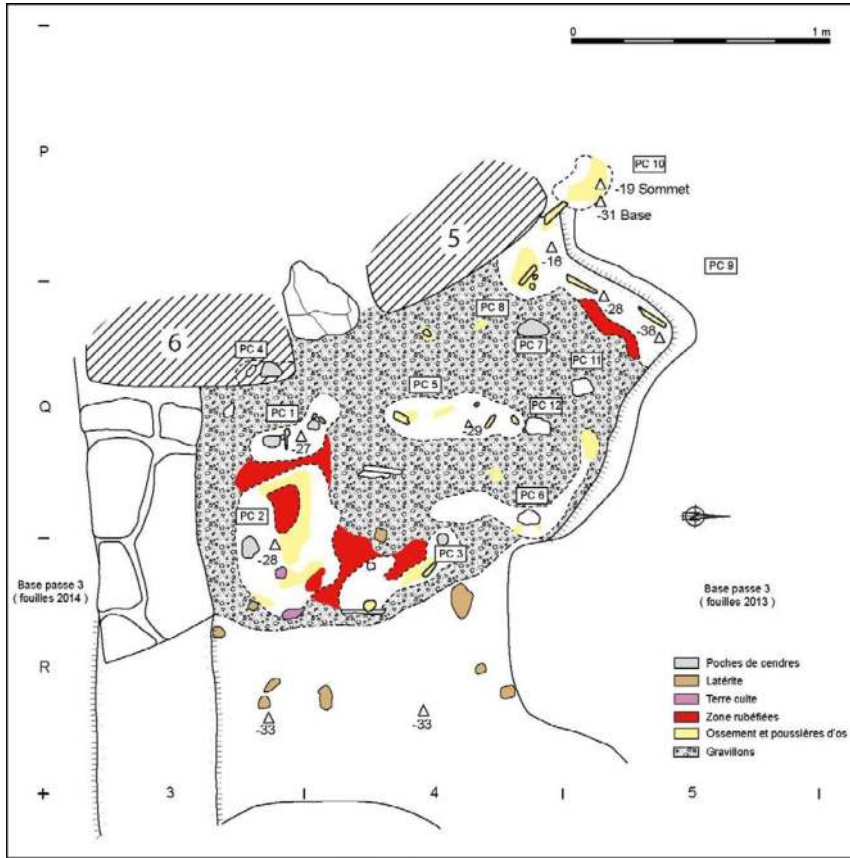 0 1 m
P
PC 10
-19 Sommet
-31 Base
5
-16
PC 9
-28
PC 8
-38
6
PC 4
PC 7
PC 11
Q
PC 5
PC 1
PC 12
-29
-27
PC 6
PC 2
-28
PC 3
Base passe 3
( fouilles 2014 )
Base passe 3
( fouilles 2013 )
R
Poches de cendres
Latérite
Terre culte
Zone rubéfiées
Ossement et poussières d'os
Gravillons
-33
-33
3
4
5